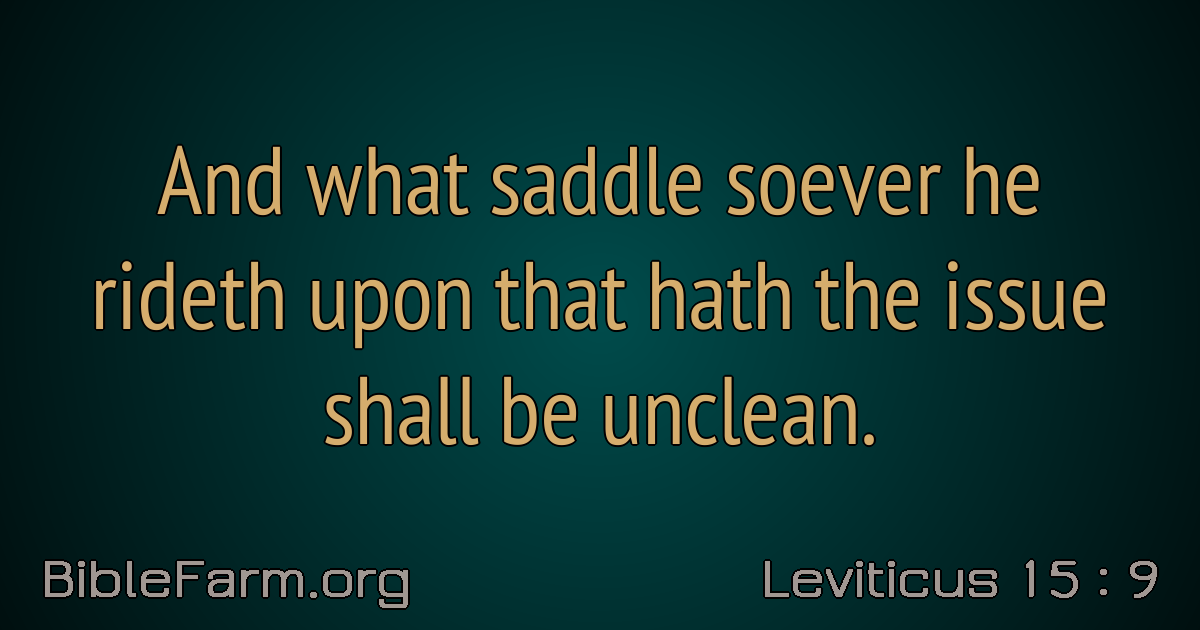 And what saddle soever he
rideth upon that hath the issue
shall be unclean.
BibleFarm.org
Leviticus 15 : 9